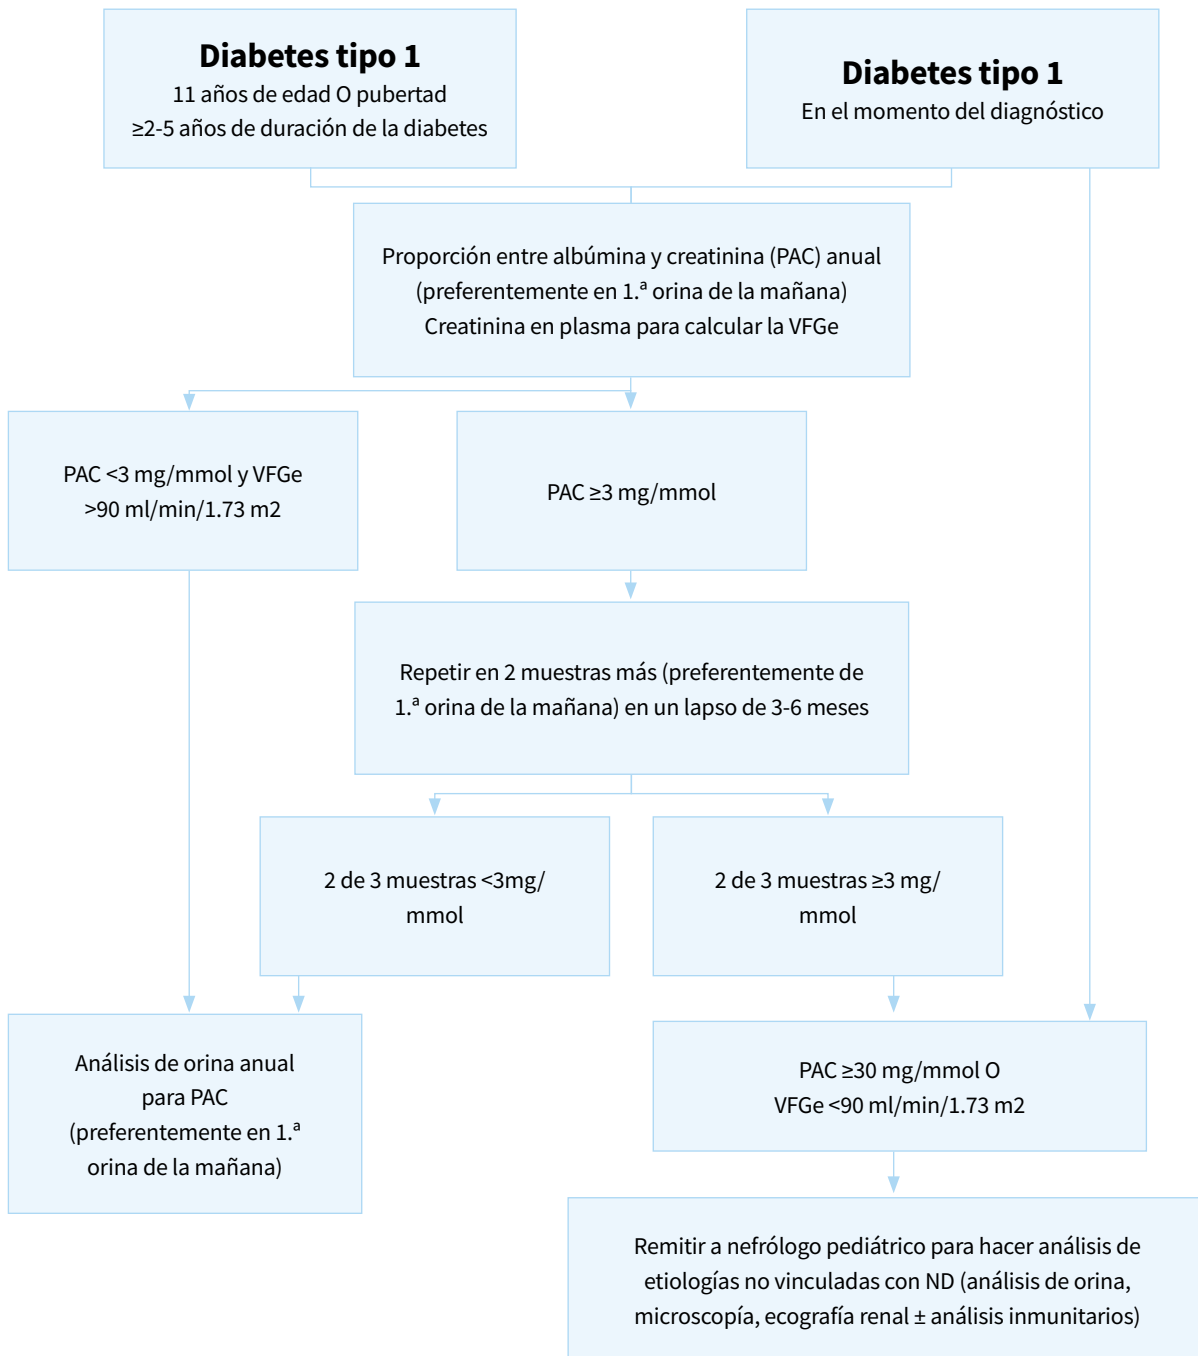 Diabetes tipo 1
11 años de edad O pubertad
≥2-5 años de duración de la diabetes
Diabetes tipo 1
En el momento del diagnóstico
Proporción entre albúmina y creatinina (PAC) anual
(preferentemente en 1.ª orina de la mañana)
Creatinina en plasma para calcular la VFGe
PAC <3 mg/mmol y VFGe
>90 ml/min/1.73 m2
PAC ≥3 mg/mmol
Repetir en 2 muestras más (preferentemente de
1.ª orina de la mañana) en un lapso de 3-6 meses
2 de 3 muestras <3mg/
mmol
2 de 3 muestras ≥3 mg/
mmol
Análisis de orina anual
para PAC
(preferentemente en 1.ª
orina de la mañana)
PAC ≥30 mg/mmol O
VFGe <90 ml/min/1.73 m2
Remitir a nefrólogo pediátrico para hacer análisis de
etiologías no vinculadas con ND (análisis de orina,
microscopía, ecografía renal ± análisis inmunitarios)